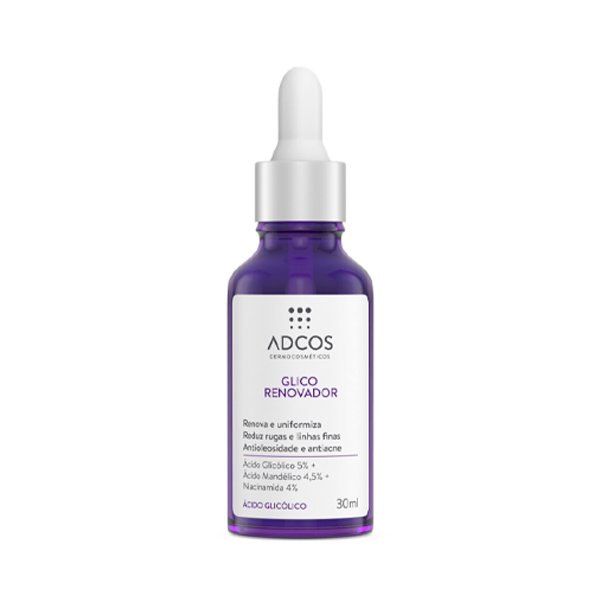 ADCOS
DERMOCOSMÉTICOS
GLICO
RENOVADOR
Renova e uniformiza
Reduz rugas e linhas finas
Antioleosidade e antiacne
Ácido Glicólico 5% +
Ácido Mandélico 4,5% +
Niacinamida 4%
ÁCIDO GLICÓLICO
30ml